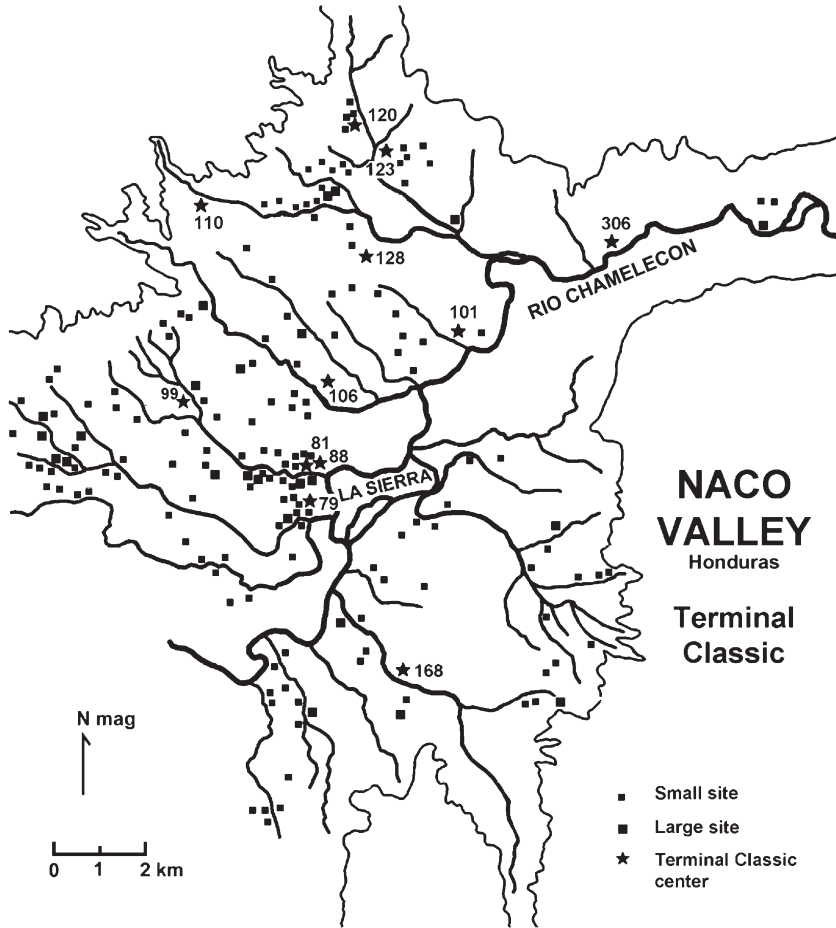 120
123
110
306
128
RIO CHAMELECON
101
106
99
81
88
LA SIERRA
79
NACO
VALLEY
Honduras
Terminal
Classic
168
N mag
Small site
Large site
Terminal Classic
center
0 1 2 km